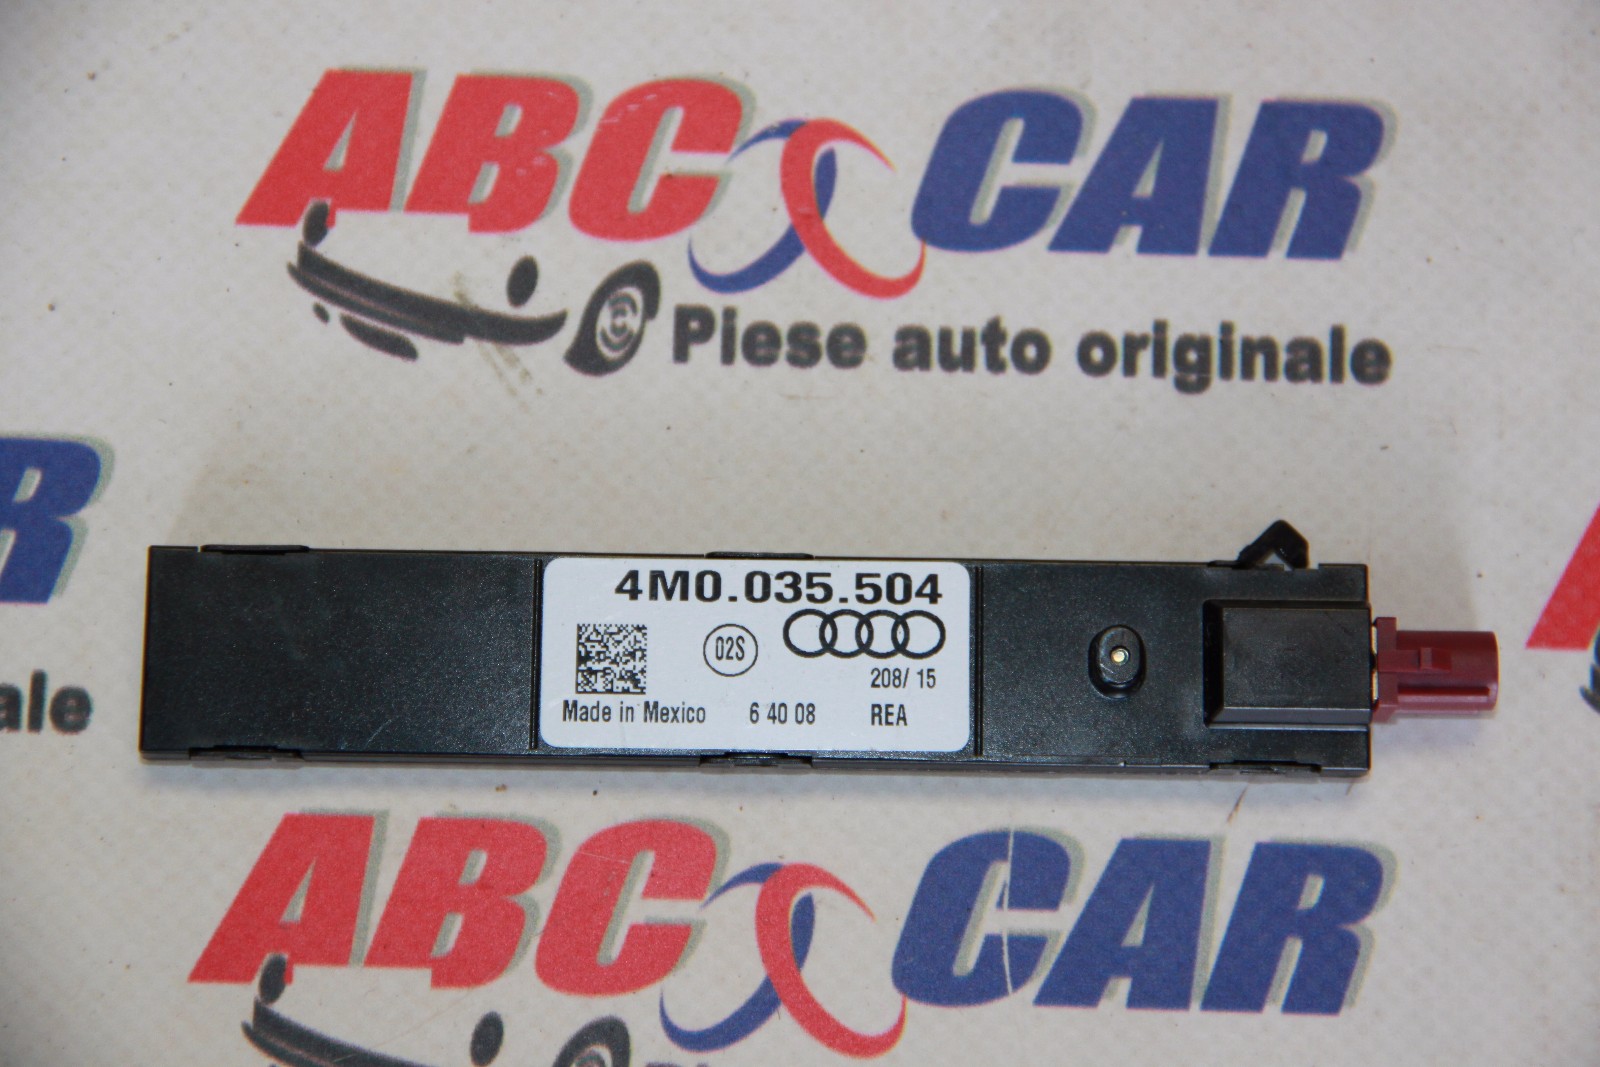 ABC CAR
Piese auto originale
R
ale
4M0.035.504
02S
208/ 15
Made in Mexico 6 40 08 REA
ABC CAR